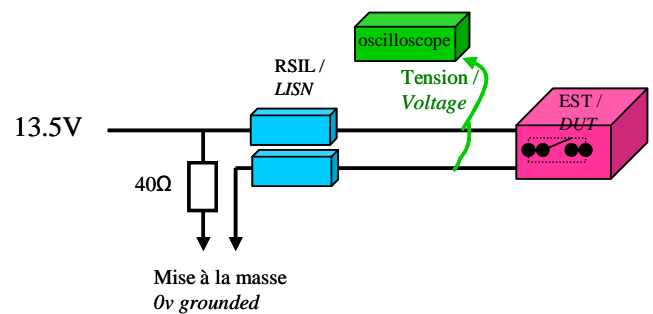 oscilloscope
RSIL /
LISN
Tension /
Voltage
EST /
DUT
13.5V
40Ω
Mise à la masse
0v grounded